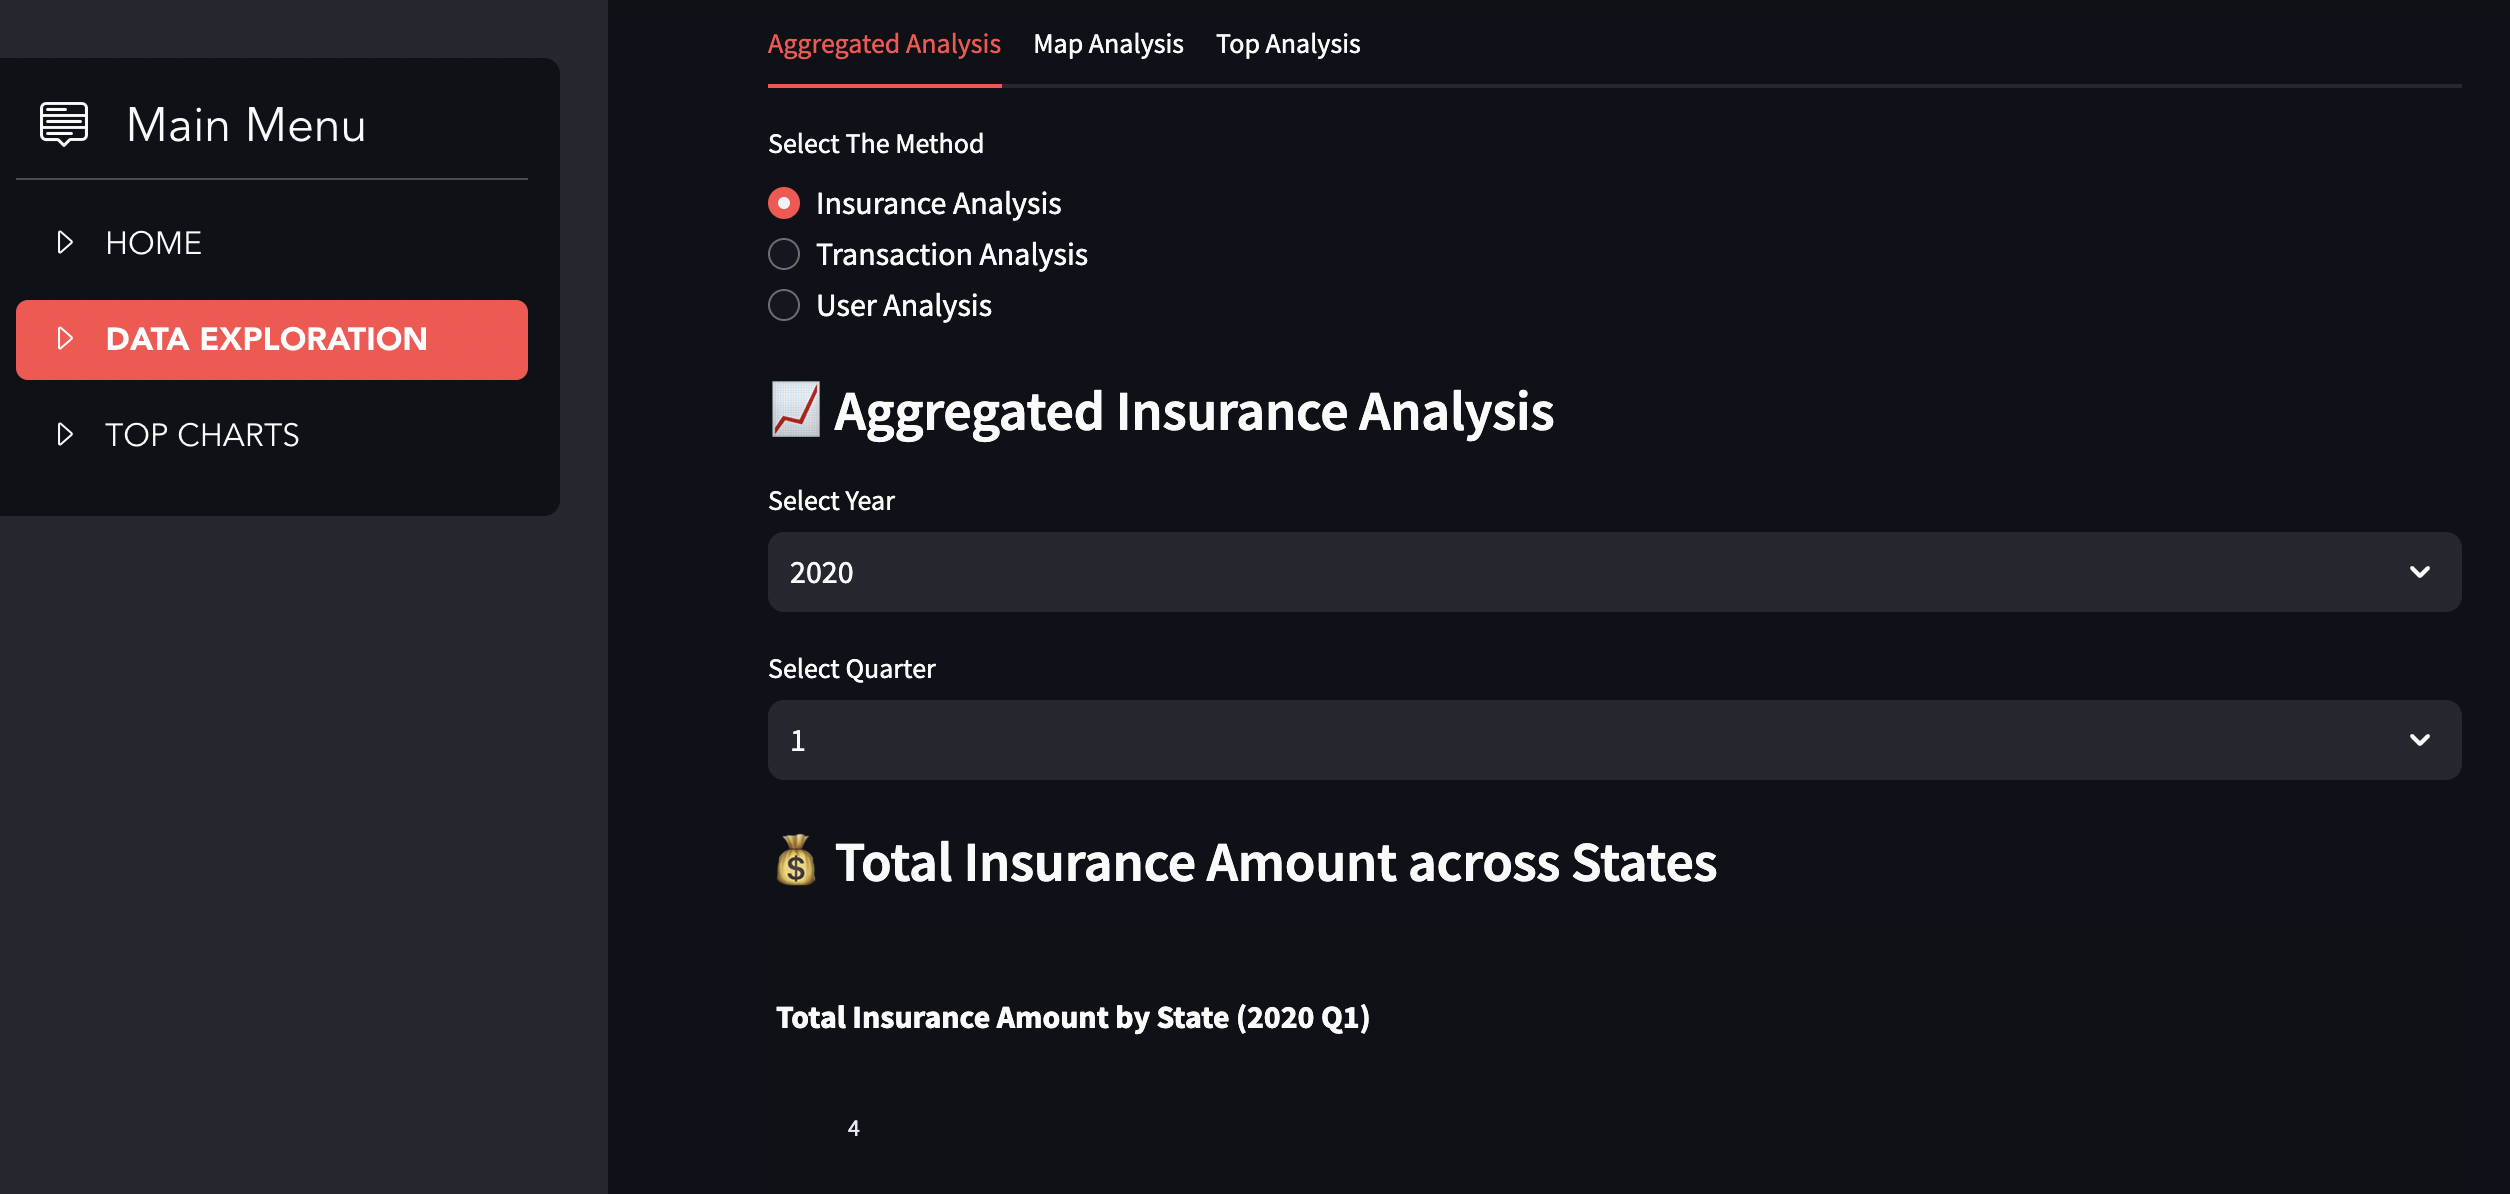 Main Menu
HOME
DATA EXPLORATION
TOP CHARTS
Aggregated Analysis Map Analysis Top Analysis
Select The Method
Insurance Analysis
Transaction Analysis
User Analysis
Aggregated Insurance Analysis
Select Year
2020
Select Quarter
1
Total Insurance Amount across States
Total Insurance Amount by State (2020 Q1)
4